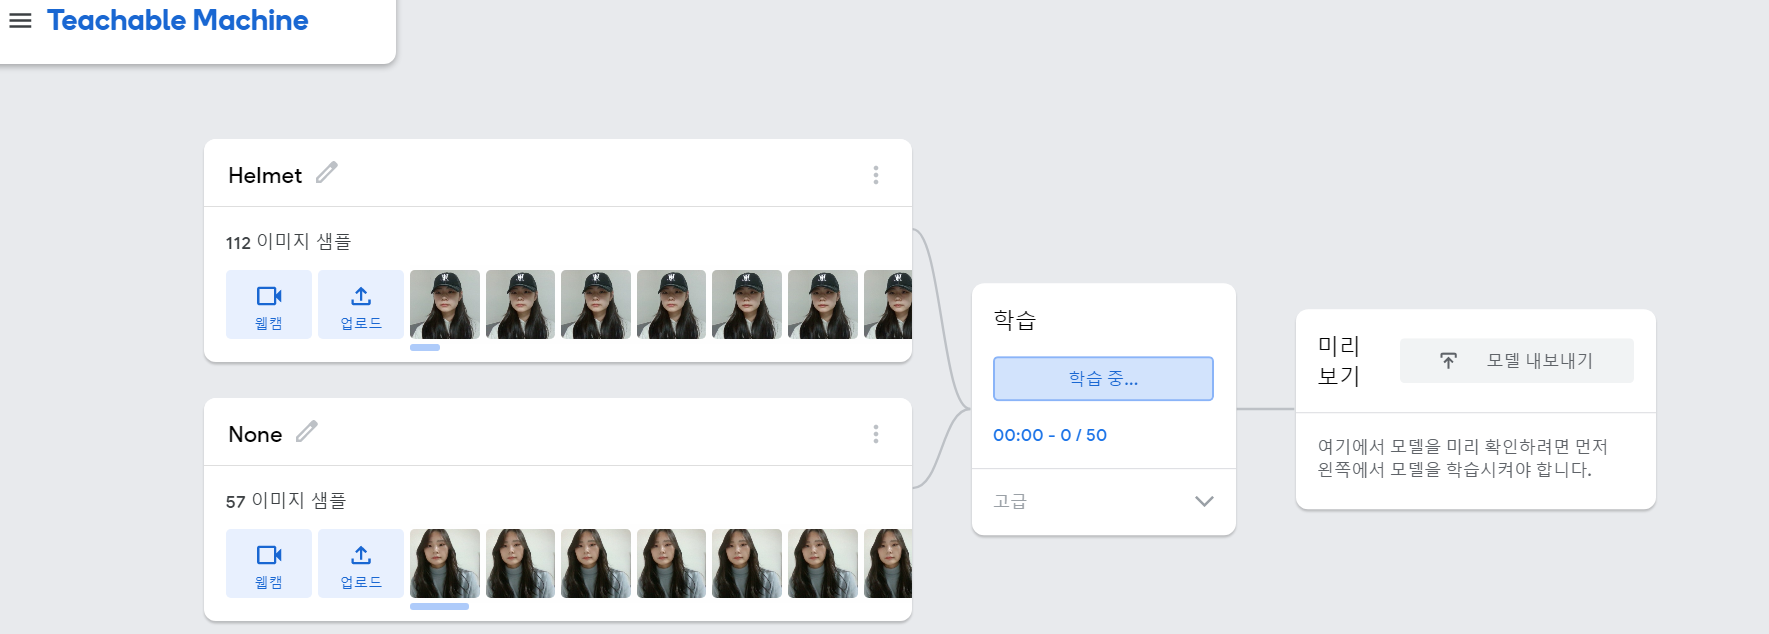 Teachable Machine
Helmet
112 이미지 샘플
웹캠
업로드
None
57 이미지 샘플
웹캠
업로드
학습
학습 중...
00:00 - 0 / 50
고급
미리
보기
모델 내보내기
여기에서 모델을 미리 확인하려면 먼저
왼쪽에서 모델을 학습시켜야 합니다.